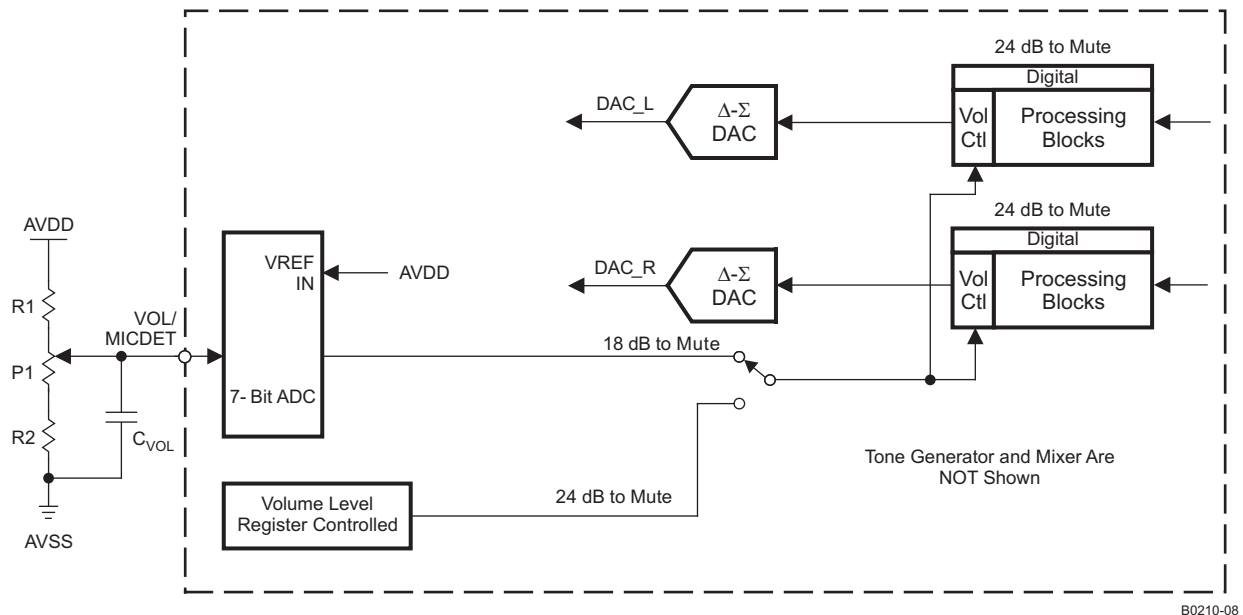 24 dB to Mute
Digital
DAC_L
Δ-Σ
DAC
Vol
Ctl
Processing
Blocks
24 dB to Mute
Digital
DAC_R
Δ-Σ
DAC
Vol
Ctl
Processing
Blocks
AVDD
R1
P1
R2
AVSS
VOL/
MICDET
C_VOL
VREF
IN
AVDD
7- Bit ADC
18 dB to Mute
Volume Level
Register Controlled
24 dB to Mute
Tone Generator and Mixer Are
NOT Shown
B0210-08